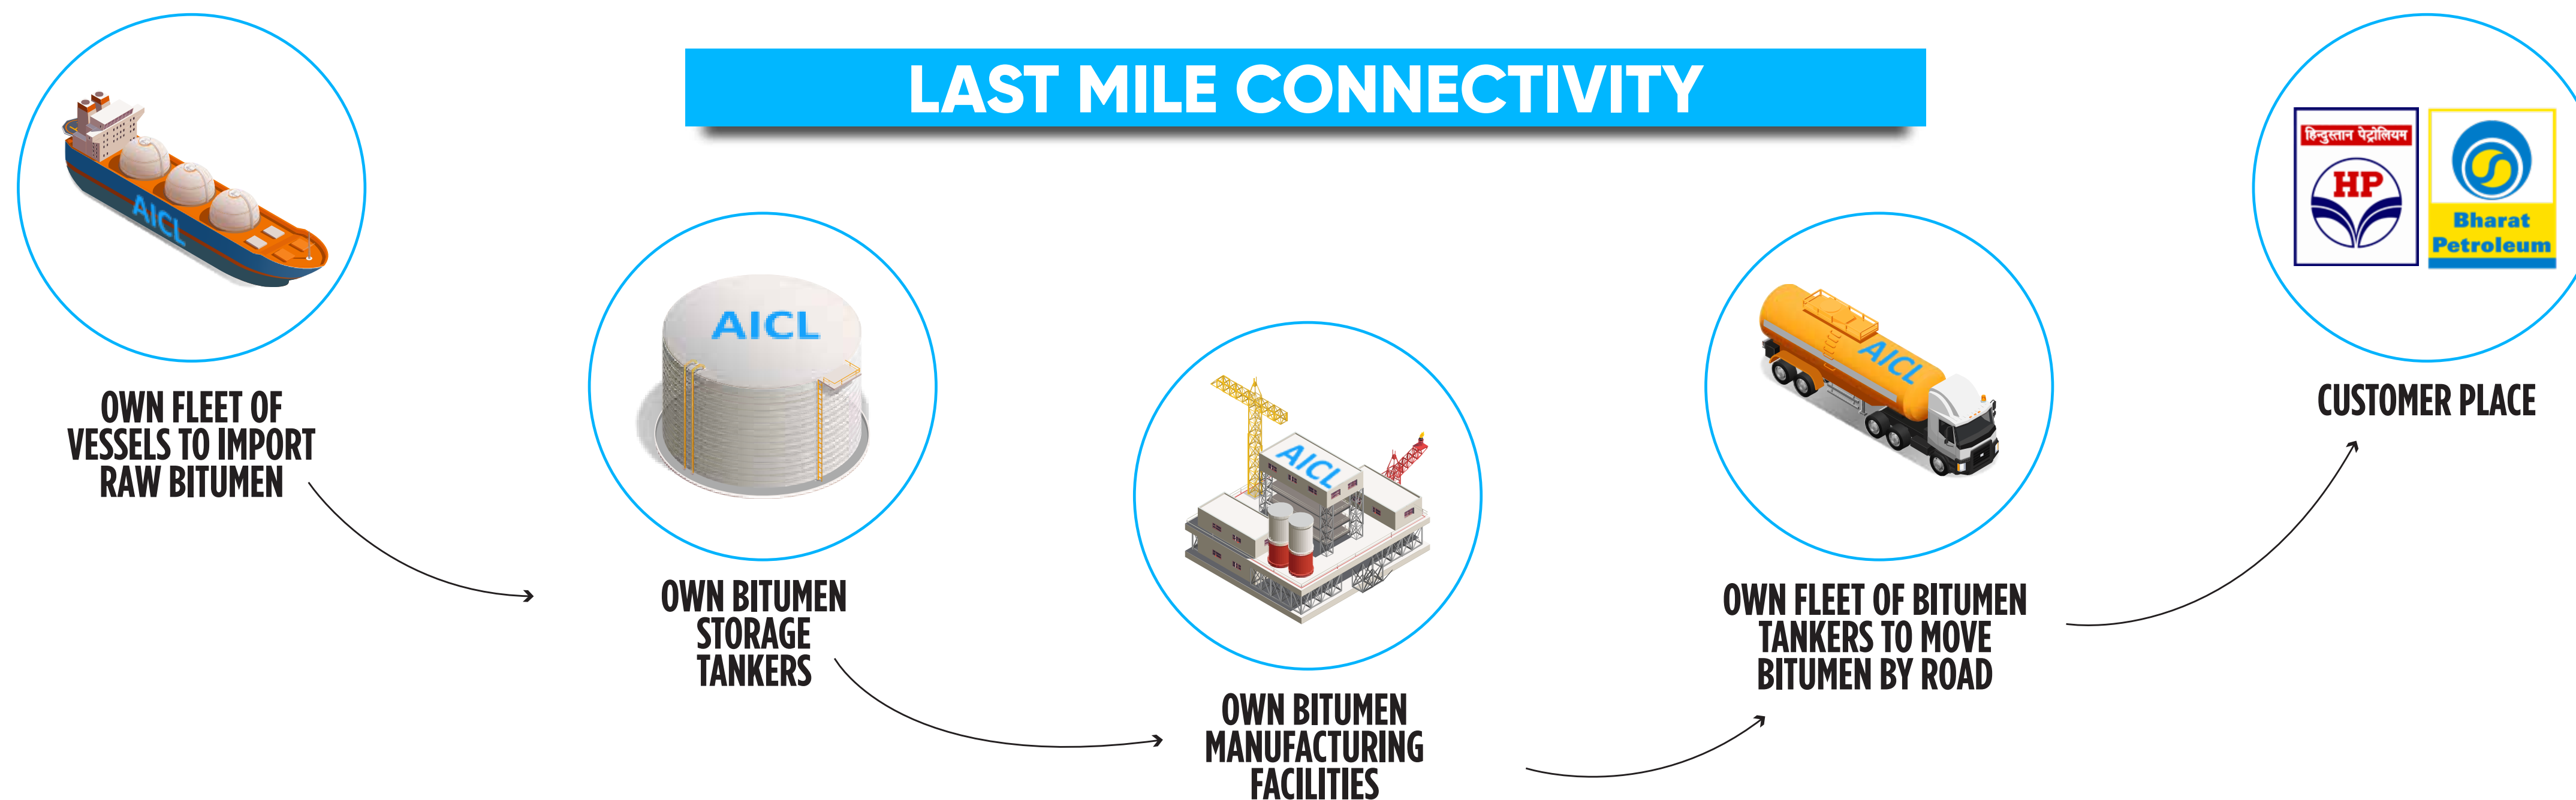 LAST MILE CONNECTIVITY
AICL
OWN FLEET OF
VESSELS TO IMPORT
RAW BITUMEN
AICL
OWN BITUMEN
STORAGE
TANKERS
AICL
OWN BITUMEN
MANUFACTURING
FACILITIES
AICL
OWN FLEET OF BITUMEN
TANKERS TO MOVE
BITUMEN BY ROAD
हिन्दुस्तान पेट्रोलियम
HP
Bharat
Petroleum
CUSTOMER PLACE